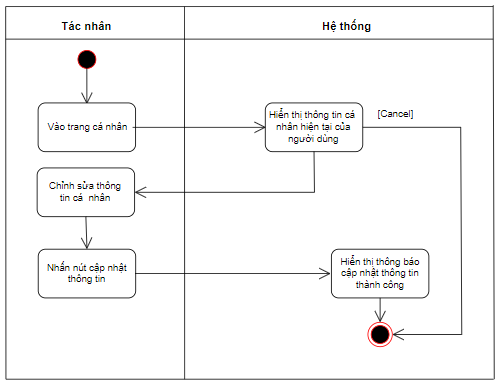 Tác nhân
Hệ thống
Vào trang cá nhân
Hiển thị thông tin cá
nhân hiện tại của
người dùng
[Cancel]
Chỉnh sửa thông
tin cá nhân
Nhấn nút cập nhật
thông tin
Hiển thị thông báo
cập nhật thông tin
thành công